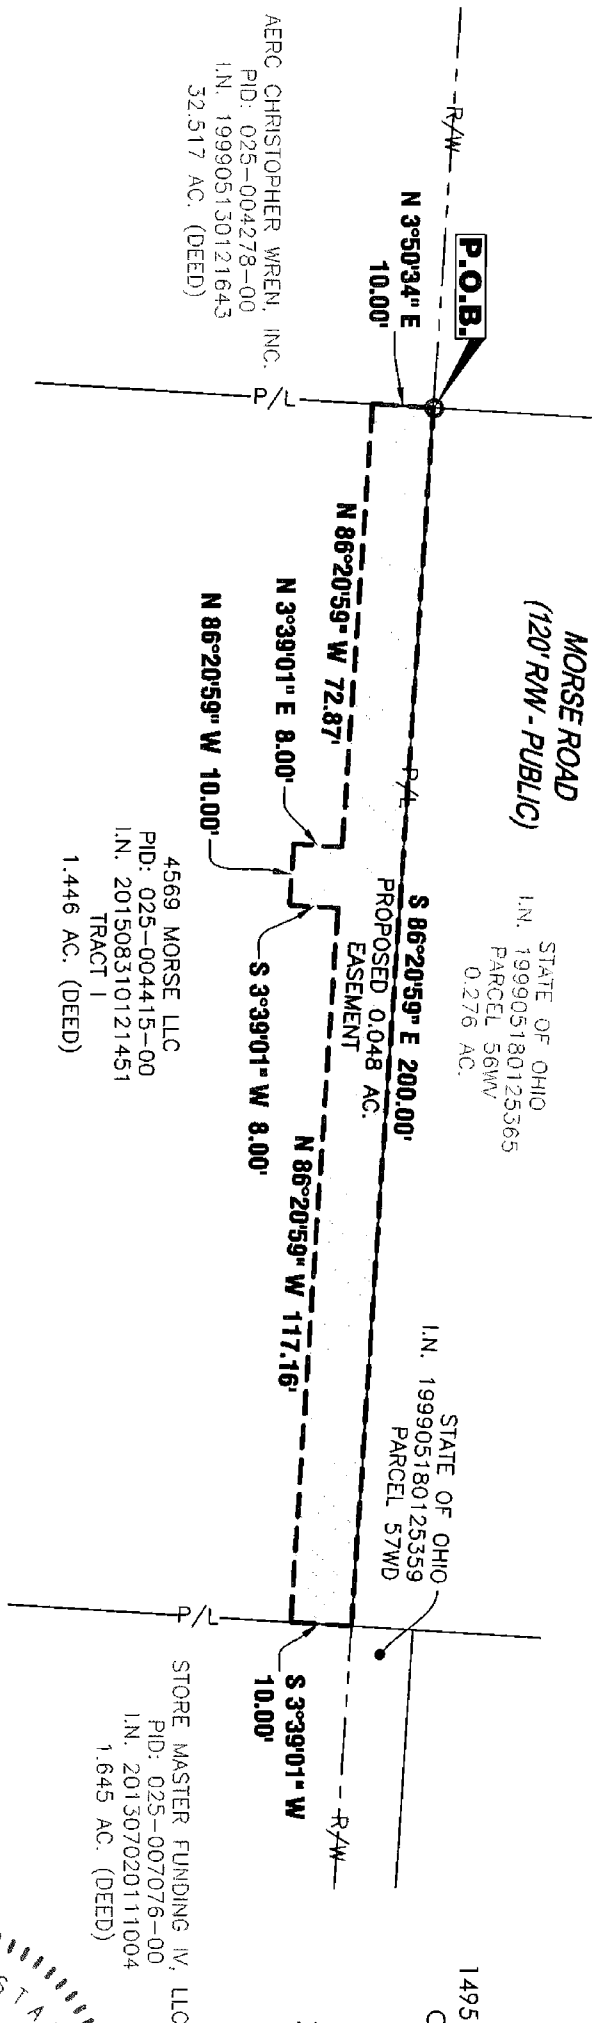 R/W
P.O.B.
N 3°50'34" E
10.00'
AERC CHRISTOPHER WREN, INC.
PID: 025-004278-00
I.N. 199905130121643
32.517 AC. (DEED)
P/L
MORSE ROAD
(120' R/W - PUBLIC)
STATE OF OHIO
I.N. 199905180125365
PARCEL 56WV
0.276 AC.
P/L
S 86°20'59" E 200.00'
PROPOSED 0.048 AC.
EASEMENT
N 86°20'59" W 72.87'
N 3°39'01" E 8.00'
N 86°20'59" W 10.00'
S 3°39'01" W 8.00'
N 86°20'59" W 117.16'
4569 MORSE LLC
PID: 025-004415-00
I.N. 201508310121451
TRACT I
1.446 AC. (DEED)
STATE OF OHIO
I.N. 199905180125359
PARCEL 57WD
P/L
S 3°39'01" W
10.00'
R/W
STORE MASTER FUNDING IV, LLC
PID: 025-007076-00
I.N. 201307020111004
1.645 AC. (DEED)
1495
STA